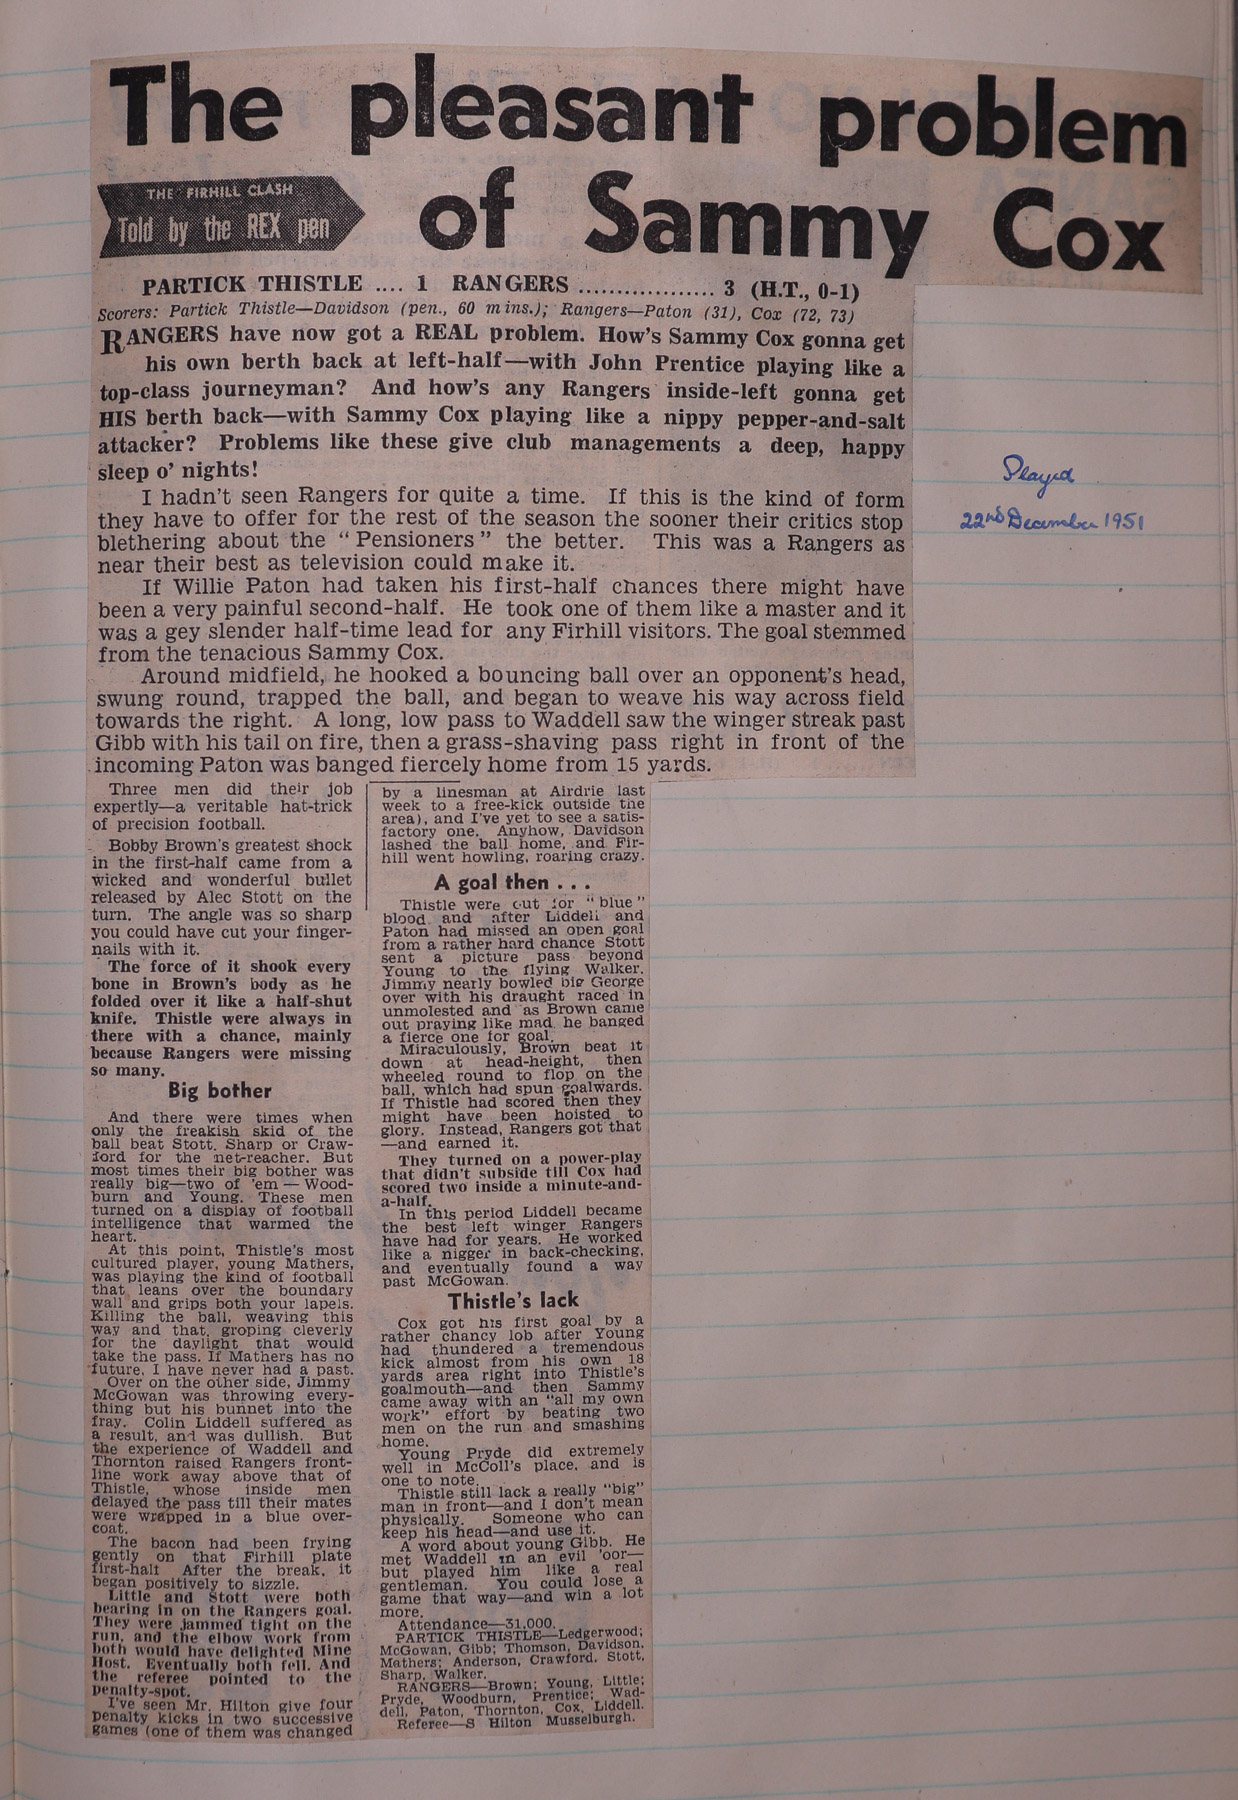 The pleasant problem
THE FIRHILL CLASH
Told by the REX pen
of Sammy Cox
PARTICK THISTLE .... 1 RANGERS .................. 3 (H.T., 0-1)
Scorers: Partick Thistle—Davidson (pen., 60 mins.); Rangers—Paton (31), Cox (72, 73)
RANGERS have now got a REAL problem. How's Sammy Cox gonna get
his own berth back at left-half—with John Prentice playing like a
top-class journeyman? And how's any Rangers inside-left gonna get
HIS berth back—with Sammy Cox playing like a nippy pepper-and-salt
attacker? Problems like these give club managements a deep, happy
sleep o' nights!
I hadn't seen Rangers for quite a time. If this is the kind of form
they have to offer for the rest of the season the sooner their critics stop
blethering about the "Pensioners" the better. This was a Rangers as
near their best as television could make it.
If Willie Paton had taken his first-half chances there might have
been a very painful second-half. He took one of them like a master and it
was a gey slender half-time lead for any Firhill visitors. The goal stemmed
from the tenacious Sammy Cox.
Around midfield, he hooked a bouncing ball over an opponent's head,
swung round, trapped the ball, and began to weave his way across field
towards the right. A long, low pass to Waddell saw the winger streak past
Gibb with his tail on fire, then a grass-shaving pass right in front of the
incoming Paton was banged fiercely home from 15 yards.
Three men did their job
expertly—a veritable hat-trick
of precision football.
Bobby Brown's greatest shock
in the first-half came from a
wicked and wonderful bullet
released by Alec Stott on the
turn. The angle was so sharp
you could have cut your finger-
nails with it.
The force of it shook every
bone in Brown's body as he
folded over it like a half-shut
knife. Thistle were always in
there with a chance, mainly
because Rangers were missing
so many.
Big bother
And there were times when
only the freakish skid of the
ball beat Stott, Sharp or Craw-
ford for the net-reacher. But
most times their big bother was
really big—two of 'em — Wood-
burn and Young. These men
turned on a display of football
intelligence that warmed the
heart.
At this point, Thistle's most
cultured player, young Mathers,
was playing the kind of football
that leans over the boundary
wall and grips both your lapels.
Killing the ball, weaving this
way and that, groping cleverly
for the daylight that would
take the pass. If Mathers has no
future, I have never had a past.
Over on the other side, Jimmy
McGowan was throwing every-
thing but his bunnet into the
fray. Colin Liddell suffered as
a result, and was dullish. But
the experience of Waddell and
Thornton raised Rangers front-
line work away above that of
Thistle, whose inside men
delayed the pass till their mates
were wrapped in a blue over-
coat.
The bacon had been frying
gently on that Firhill plate
first-half After the break, it
began positively to sizzle.
Little and Stott were both
bearing in on the Rangers goal.
They were jammed tight on the
run, and the elbow work from
both would have delighted Mine
Host. Eventually both fell. And
the referee pointed to the
penalty-spot.
I've seen Mr. Hilton give four
penalty kicks in two successive
games (one of them was changed
by a linesman at Airdrie last
week to a free-kick outside the
area), and I've yet to see a satis-
factory one. Anyhow, Davidson
lashed the ball home, and Fir-
hill went howling, roaring crazy.
A goal then . . .
Thistle were out for "blue"
blood, and after Liddell and
Paton had missed an open goal
from a rather hard chance Stott
sent a picture pass beyond
Young to the flying Walker.
Jimmy nearly bowled big George
over with his draught raced in
unmolested and as Brown came
out praying like mad, he banged
a fierce one for goal.
Miraculously, Brown beat it
down at head-height, then
wheeled round to flop on the
ball, which had spun goalwards.
If Thistle had scored then they
might have been hoisted to
glory. Instead, Rangers got that
—and earned it.
They turned on a power-play
that didn't subside till Cox had
scored two inside a minute-and-
a-half.
In this period Liddell became
the best left winger Rangers
have had for years. He worked
like a nigger in back-checking,
and eventually found a way
past McGowan.
Thistle's lack
Cox got his first goal by a
rather chancy lob after Young
had thundered a tremendous
kick almost from his own 18
yards area right into Thistle's
goalmouth—and then Sammy
came away with an "all my own
work" effort by beating two
men on the run and smashing
home.
Young Pryde did extremely
well in McColl's place, and is
one to note.
Thistle still lack a really "big"
man in front—and I don't mean
physically. Someone who can
keep his head—and use it.
A word about young Gibb. He
met Waddell in an evil 'oor—
but played him like a real
gentleman. You could lose a
game that way—and win a lot
more.
Attendance—31,000.
PARTICK THISTLE—Ledgerwood;
McGowan, Gibb; Thomson, Davidson,
Mathers; Anderson, Crawford, Stott,
Sharp, Walker.
RANGERS—Brown; Young, Little;
Pryde, Woodburn, Prentice; Wad-
dell, Paton, Thornton, Cox, Liddell.
Referee—S Hilton Musselburgh.
Played
22nd December 1951